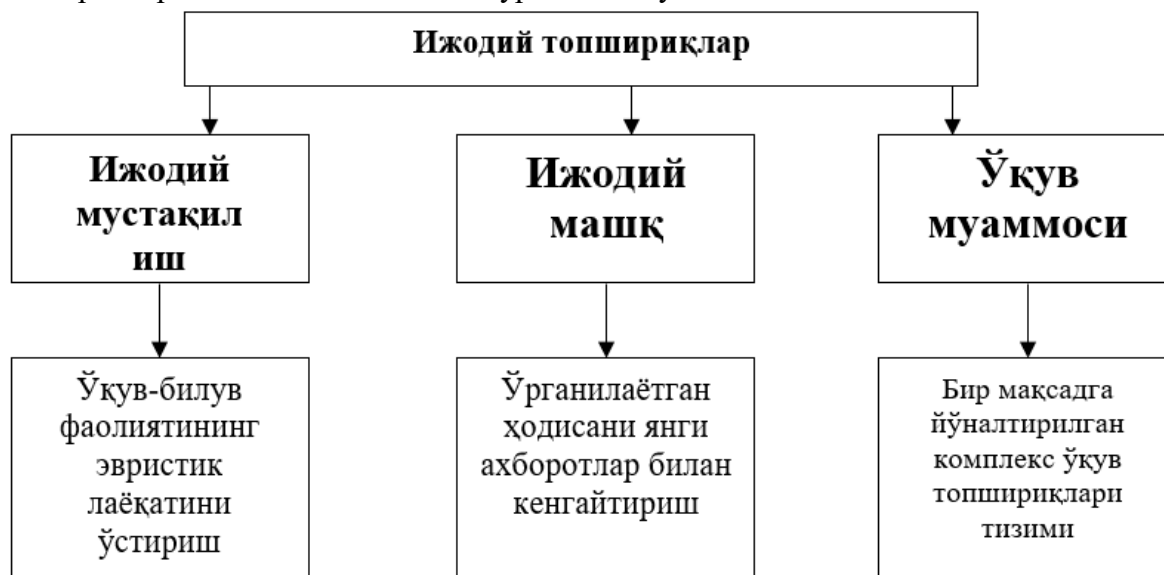 Ижодий топшириқлар
Ижодий
мустақил
иш
Ижодий
машқ
Ўқув
муаммоси
Ўқув-билув
фаолиятининг
эвристик
лаёқатини
ўстириш
Ўрганилаётган
ҳодисани янги
ахборотлар билан
кенгайтириш
Бир мақсадга
йўналтирилган
комплекс ўқув
топшириқлари
тизими